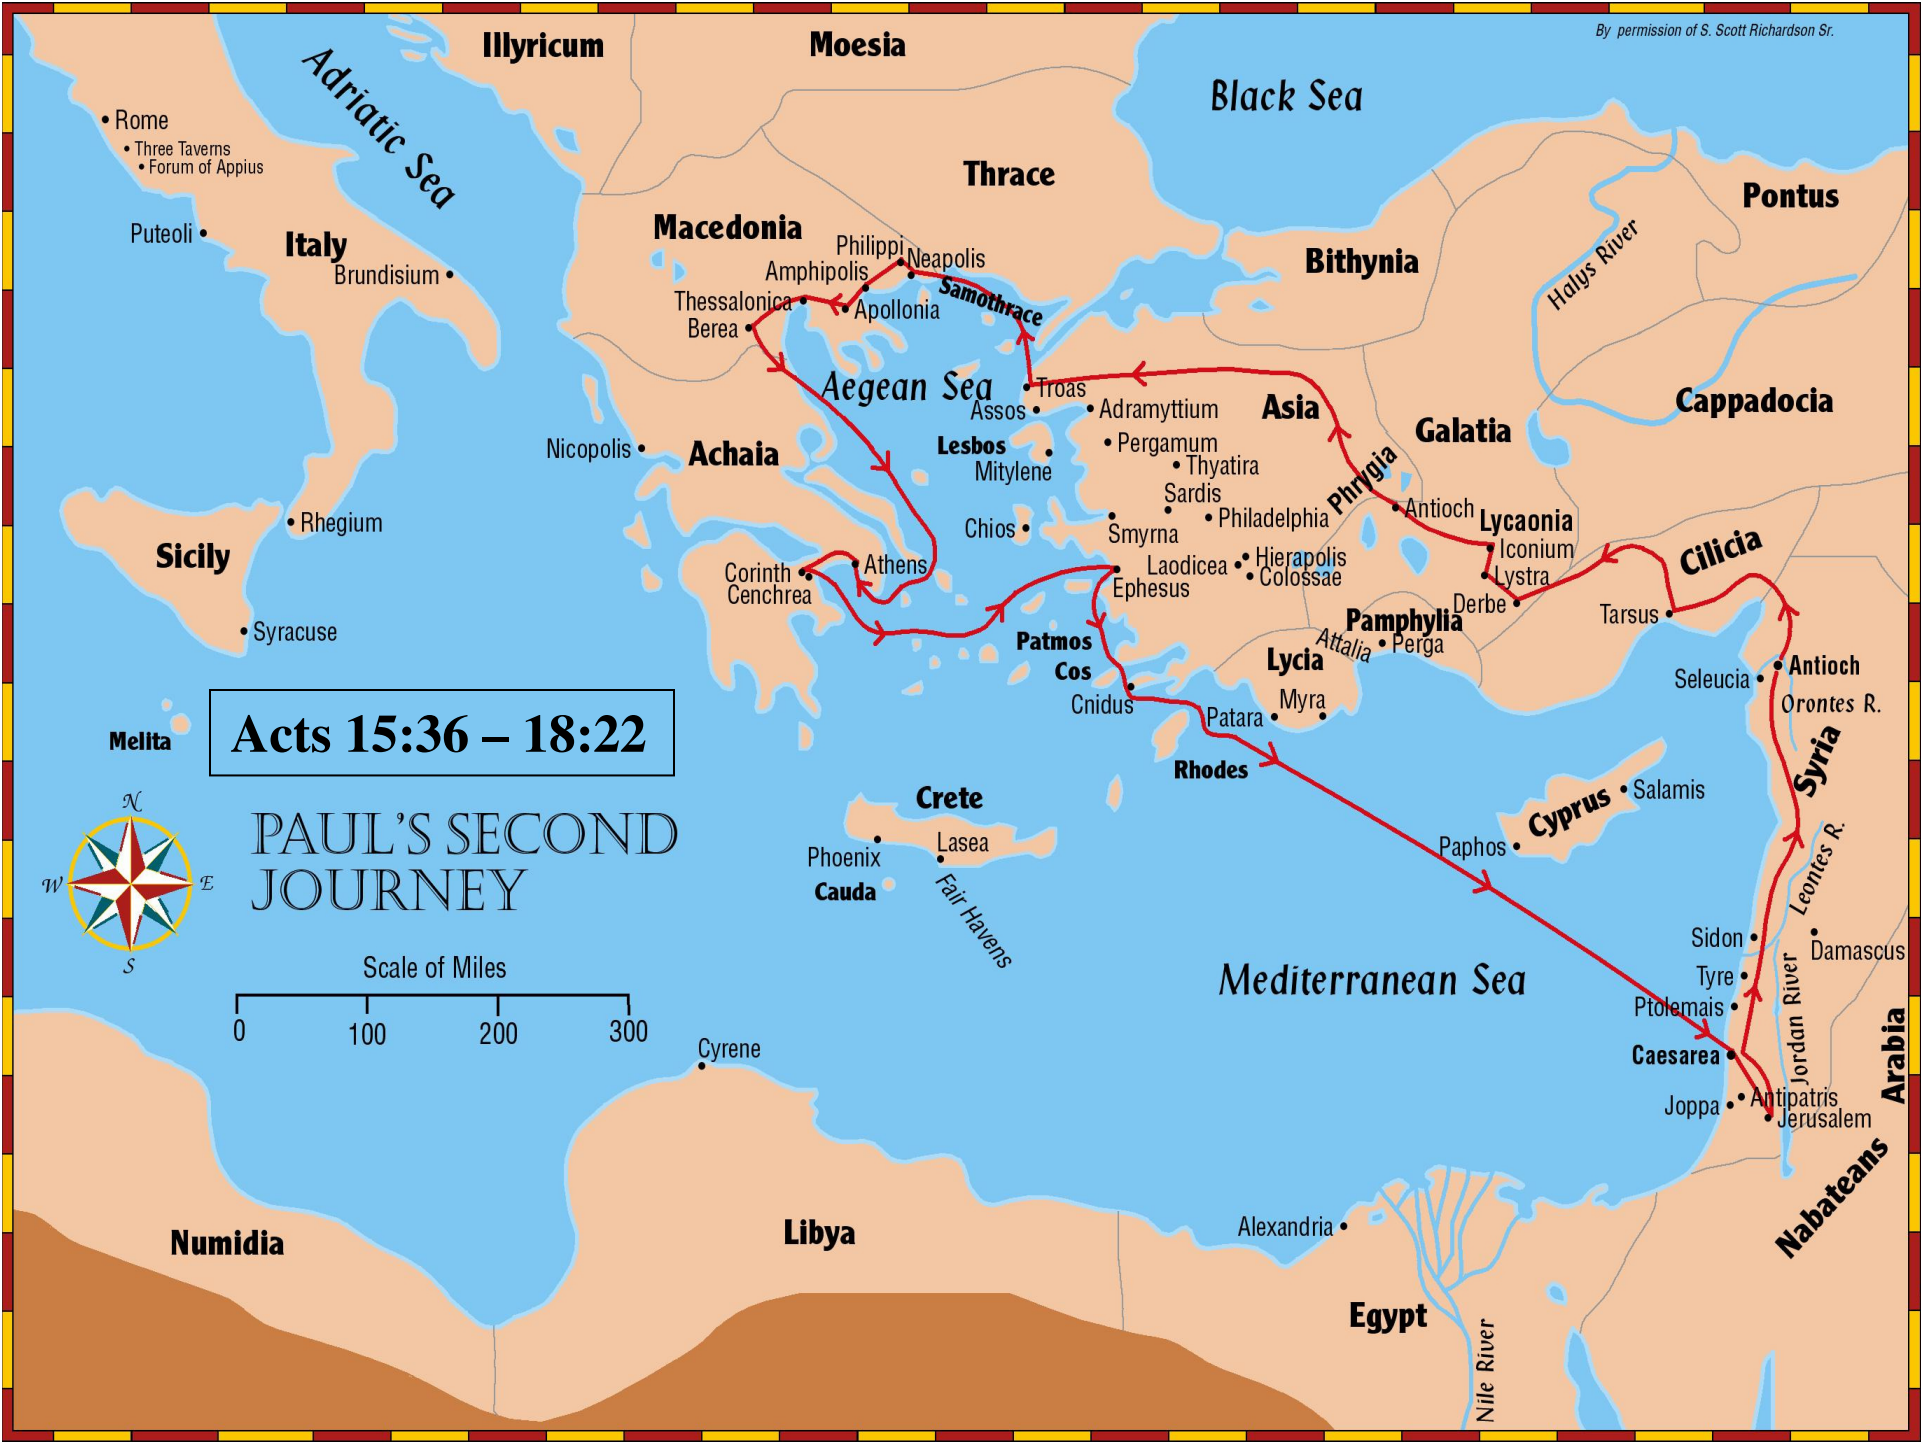 By permission of S. Scott Richardson Sr.
Illyricum
Moesia
Adriatic Sea
Black Sea
Rome
Three Taverns
Forum of Appius
Thrace
Pontus
Puteoli
Italy
Brundisium
Macedonia
Philippi
Neapolis
Amphipolis
Samothrace
Thessalonica
Apollonia
Berea
Bithynia
Halys River
Aegean Sea
Troas
Assos
Adramyttium
Asia
Galatia
Cappadocia
Nicopolis
Achaia
Lesbos
Mitylene
Pergamum
Thyatira
Sardis
Philadelphia
Phrygia
Antioch
Lycaonia
Iconium
Lystra
Derbe
Cilicia
Tarsus
Rhegium
Sicily
Syracuse
Chios
Smyrna
Laodicea
Hierapolis
Colossae
Corinth
Cenchrea
Athens
Ephesus
Patmos
Cos
Cnidus
Pamphylia
Attalia
Perga
Lycia
Myra
Patara
Rhodes
Seleucia
Antioch
Orontes R.
Syria
Melita
Acts 15:36 – 18:22
PAUL'S SECOND
JOURNEY
N
W
E
S
Scale of Miles
0
100
200
300
Crete
Phoenix
Lasea
Cauda
Fair Havens
Cyprus
Salamis
Paphos
Leontes R.
Mediterranean Sea
Sidon
Damascus
Tyre
Ptolemais
Jordan River
Caesarea
Arabia
Antipatris
Joppa
Jerusalem
Nabateans
Cyrene
Numidia
Libya
Alexandria
Egypt
Nile River